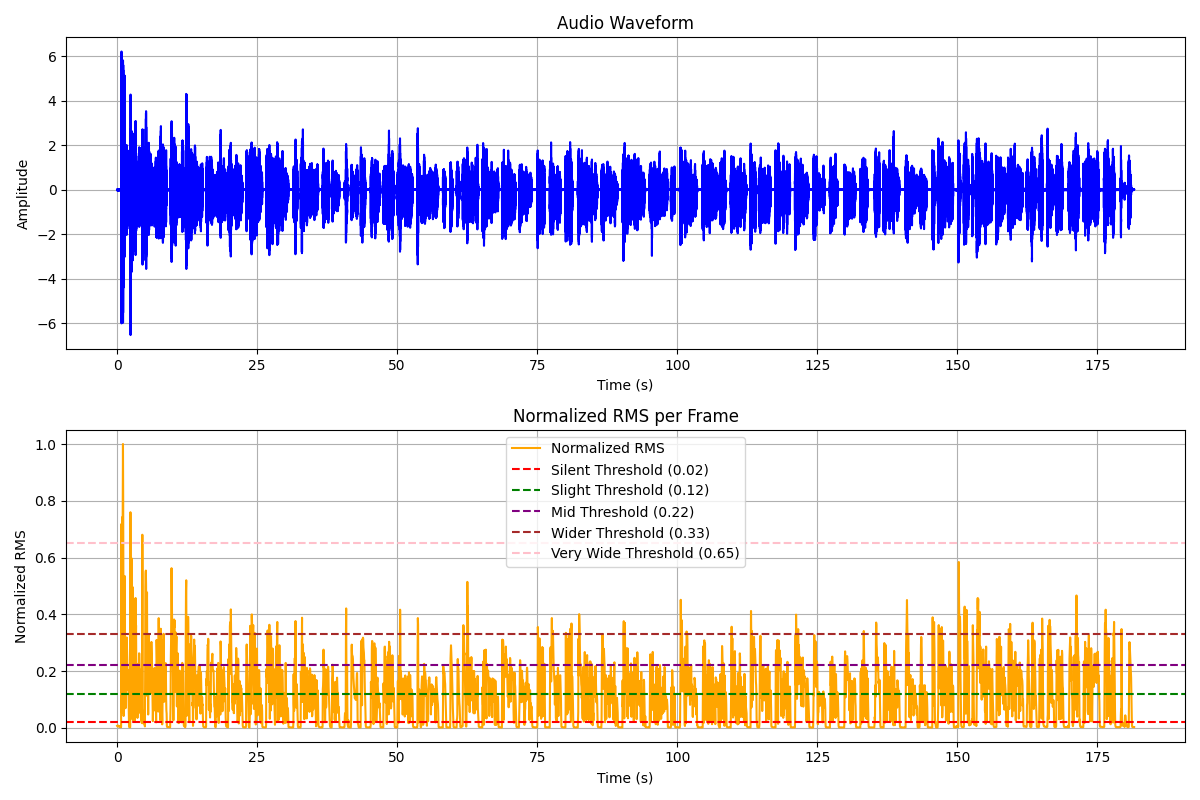 Audio Waveform
6
4
2
0
−2
−4
−6
Amplitude
0 25 50 75 100 125 150 175
Time (s)
Normalized RMS per Frame
1.0
0.8
0.6
0.4
0.2
0.0
Normalized RMS
Normalized RMS
Silent Threshold (0.02)
Slight Threshold (0.12)
Mid Threshold (0.22)
Wider Threshold (0.33)
Very Wide Threshold (0.65)
0 25 50 75 100 125 150 175
Time (s)